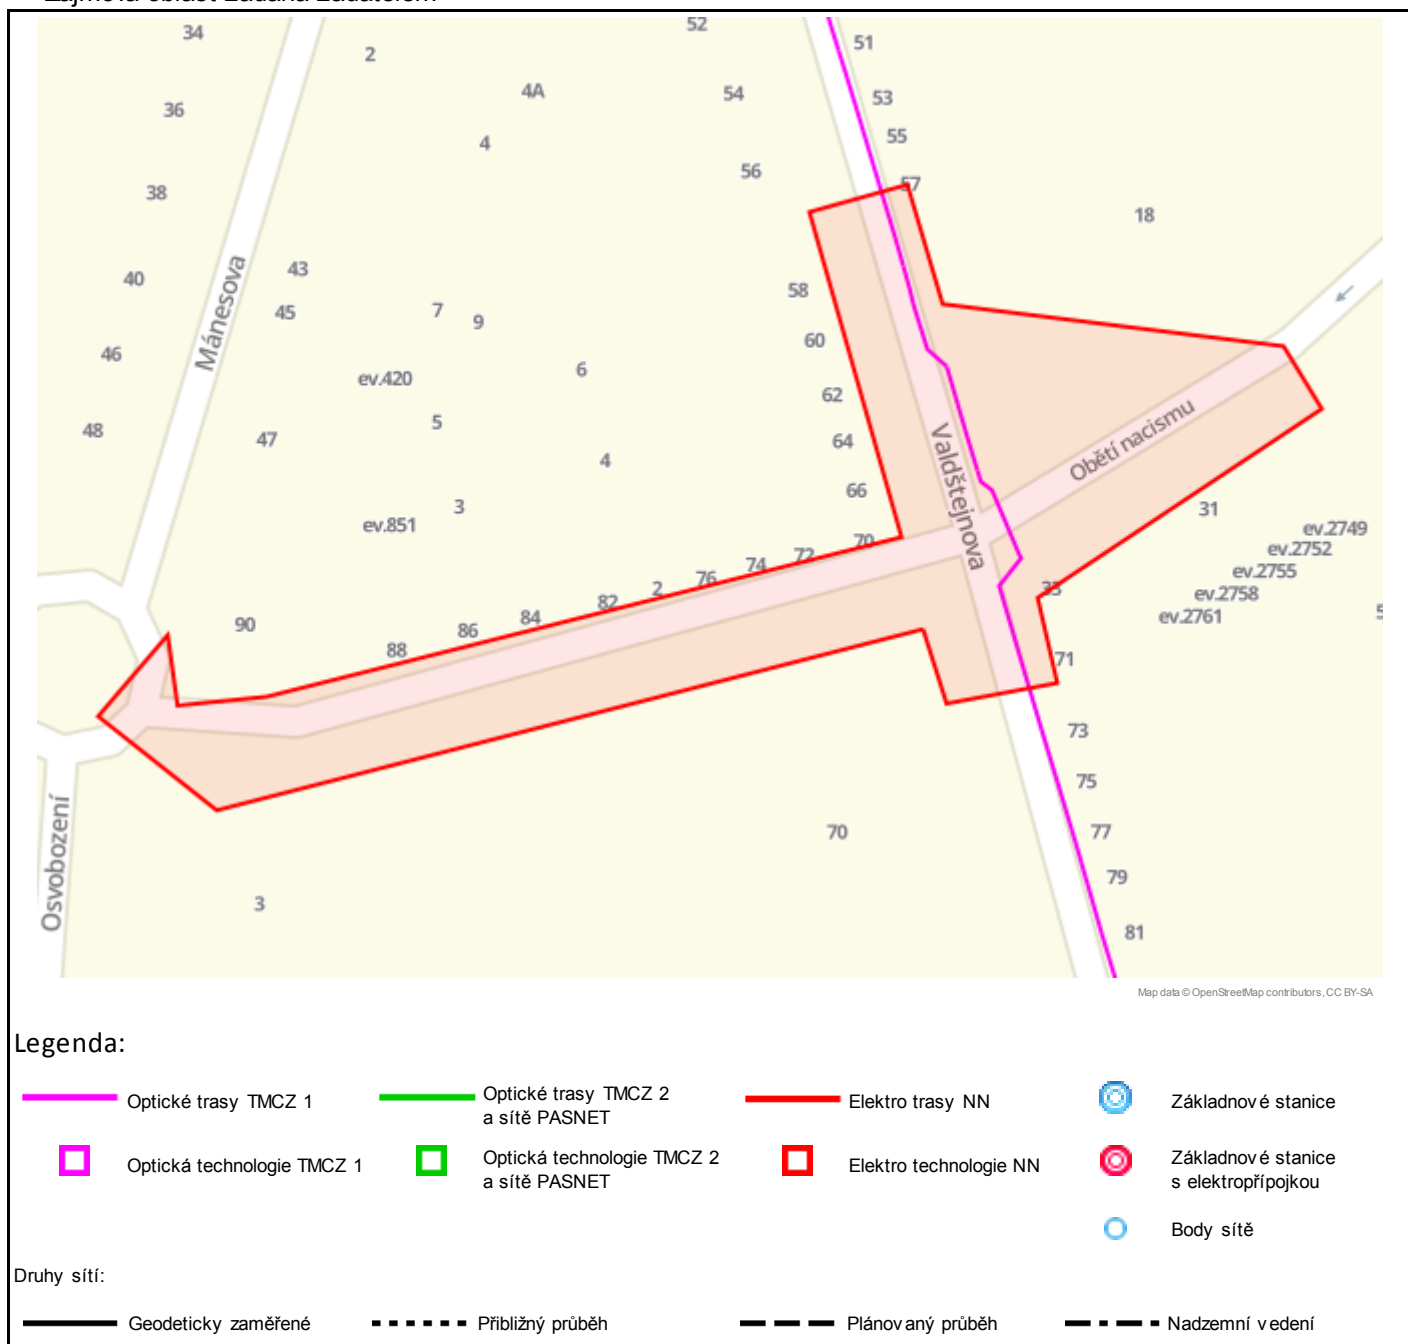 Zájmová oblast zadaná žadatelem
34
2
52
51
4A
54
53
36
55
4
56
57
38
18
43
40
58
45
7
9
60
Mánesova
46
6
ev.420
62
5
48
47
64
Obětí nacismu
4
66
Valdštejnova
3
31
ev.851
ev.2749
70
72
ev.2752
74
ev.2755
76
2
33
ev.2758
82
84
ev.2761
5
90
86
88
71
73
75
Osvobození
70
77
79
3
81
Map data © OpenStreetMap contributors, CC BY-SA
Legenda:
Optické trasy TMCZ 1
Optické trasy TMCZ 2
a sítě PASNET
Elektro trasy NN
Základnové stanice
Optická technologie TMCZ 1
Optická technologie TMCZ 2
a sítě PASNET
Elektro technologie NN
Základnové stanice
s elektropřípojkou
Body sítě
Druhy sítí:
Geodeticky zaměřené
Přibližný průběh
Plánovaný průběh
Nadzemní vedení